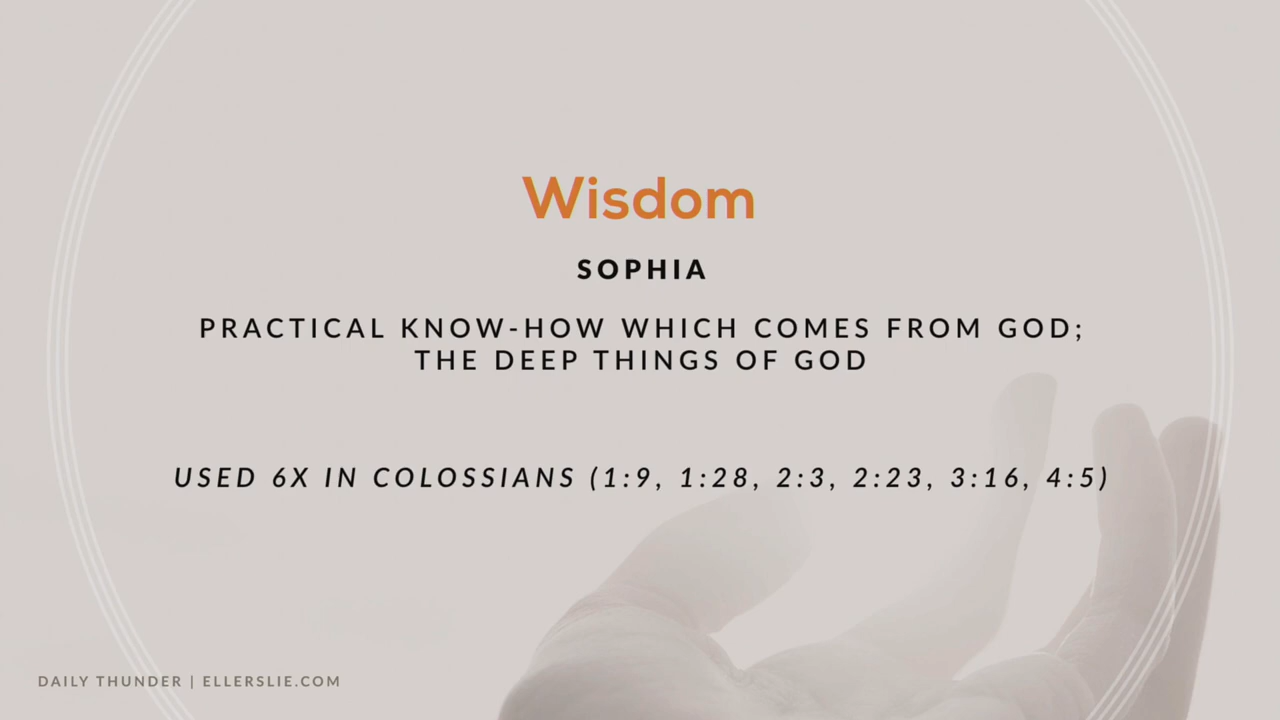 Wisdom
SOPHIA
PRACTICAL KNOW-HOW WHICH COMES FROM GOD;
THE DEEP THINGS OF GOD
USED 6X IN COLOSSIANS (1:9, 1:28, 2:3, 2:23, 3:16, 4:5)
DAILY THUNDER | ELLERSLIE.COM